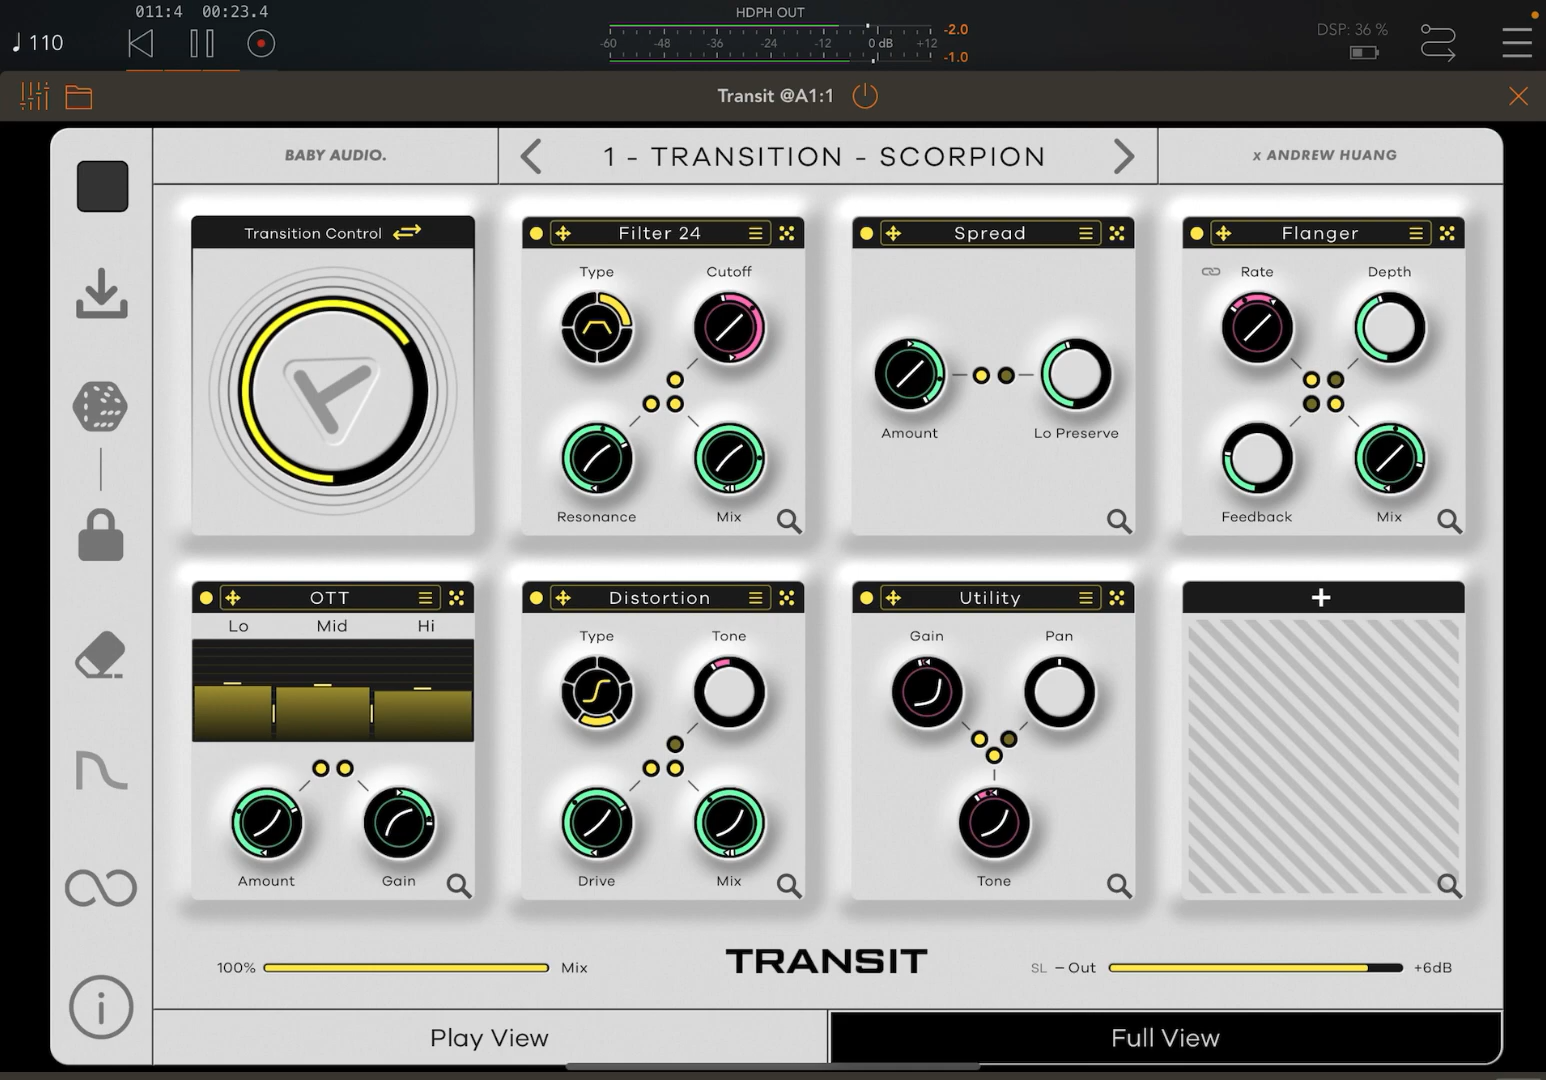 011:4 00:23.4
HDPH OUT
♩ 110
-60 -48 -36 -24 -12 0 dB +12
-2.0
-1.0
DSP: 36 %
Transit @A1:1
BABY AUDIO.
1 - TRANSITION - SCORPION
x ANDREW HUANG
Transition Control
Filter 24
Type Cutoff
Resonance Mix
Spread
Amount Lo Preserve
Flanger
Rate Depth
Feedback Mix
OTT
Lo Mid Hi
Amount Gain
Distortion
Type Tone
Drive Mix
Utility
Gain Pan
Tone
+
100% Mix
TRANSIT
SL – Out +6dB
Play View
Full View